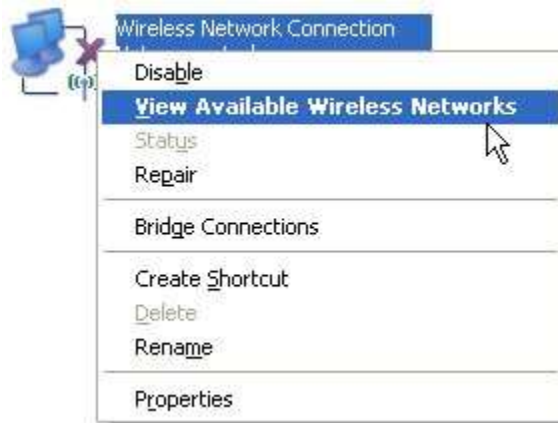 Wireless Network Connection
Disable
View Available Wireless Networks
Status
Repair
Bridge Connections
Create Shortcut
Delete
Rename
Properties